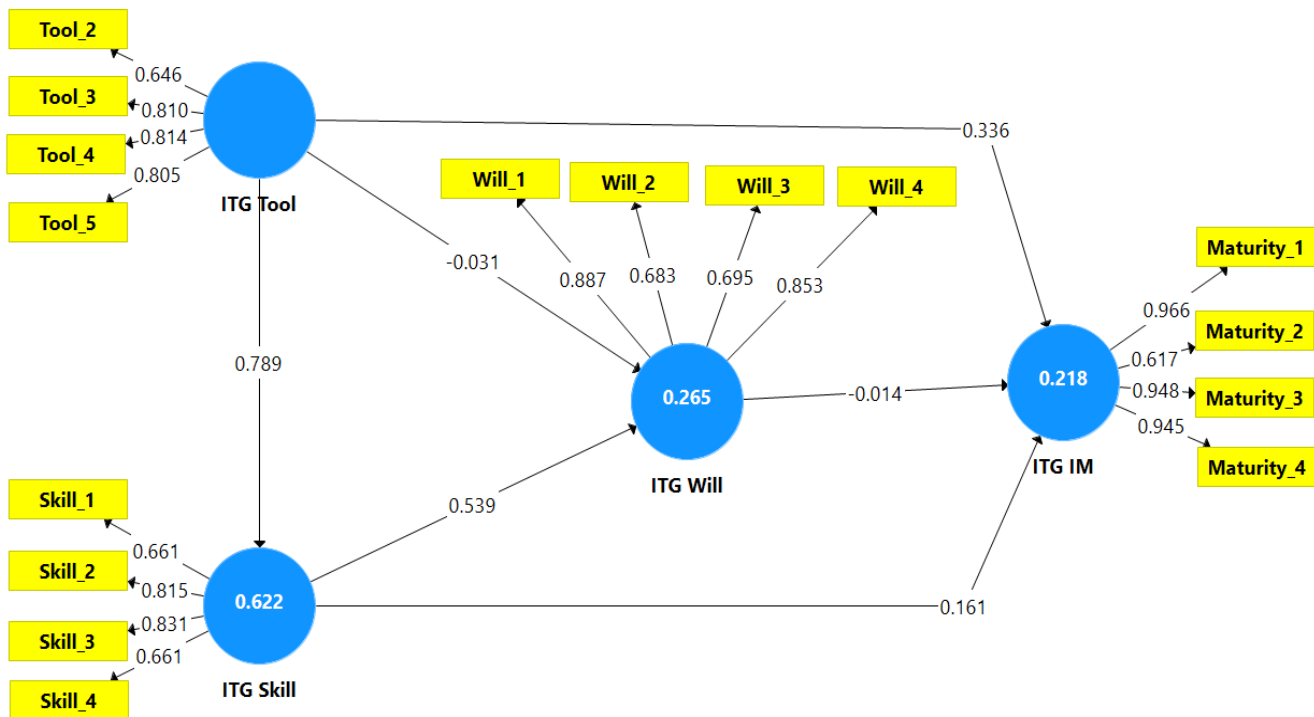 Tool_2
0.646
Tool_3
0.810
Tool_4
0.814
0.805
Tool_5
ITG Tool
0.336
Will_1
Will_2
Will_3
Will_4
-0.031
0.887
0.683
0.695
0.853
Maturity_1
0.966
Maturity_2
0.617
Maturity_3
0.948
0.945
Maturity_4
0.789
0.265
ITG Will
-0.014
0.218
ITG IM
Skill_1
0.661
Skill_2
0.815
Skill_3
0.831
0.661
Skill_4
0.622
ITG Skill
0.539
0.161